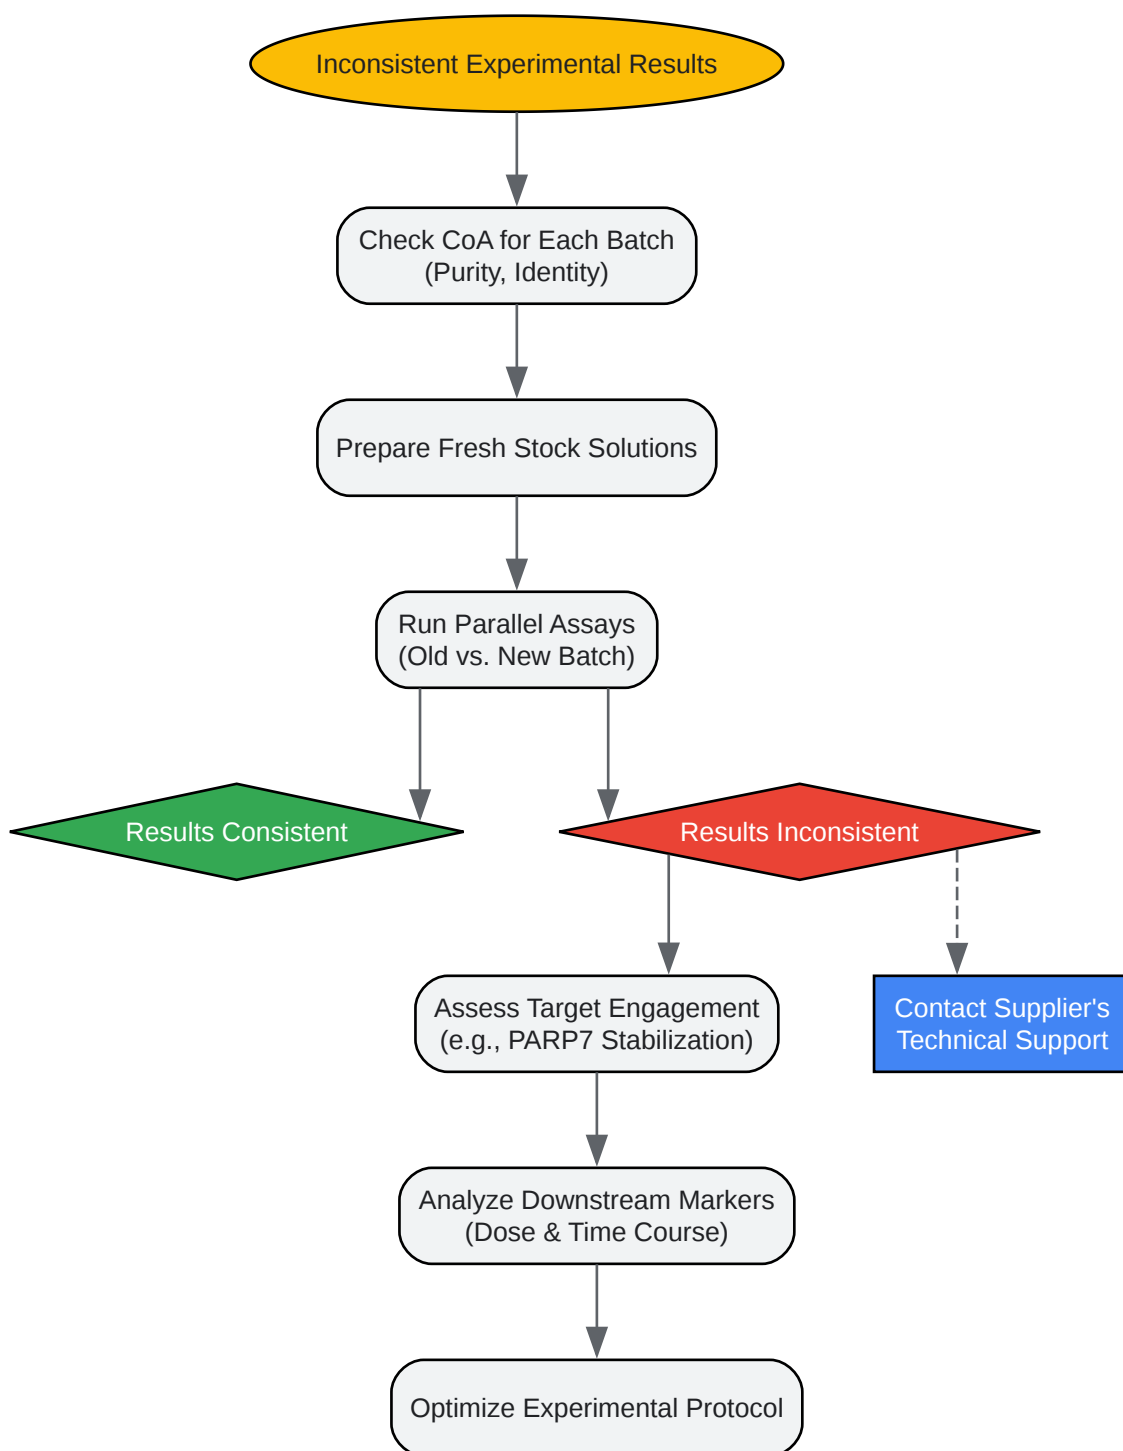 Inconsistent Experimental Results
Check CoA for Each Batch
(Purity, Identity)
Prepare Fresh Stock Solutions
Run Parallel Assays
(Old vs. New Batch)
Results Consistent
Results Inconsistent
Assess Target Engagement
(e.g., PARP7 Stabilization)
Contact Supplier's
Technical Support
Analyze Downstream Markers
(Dose & Time Course)
Optimize Experimental Protocol